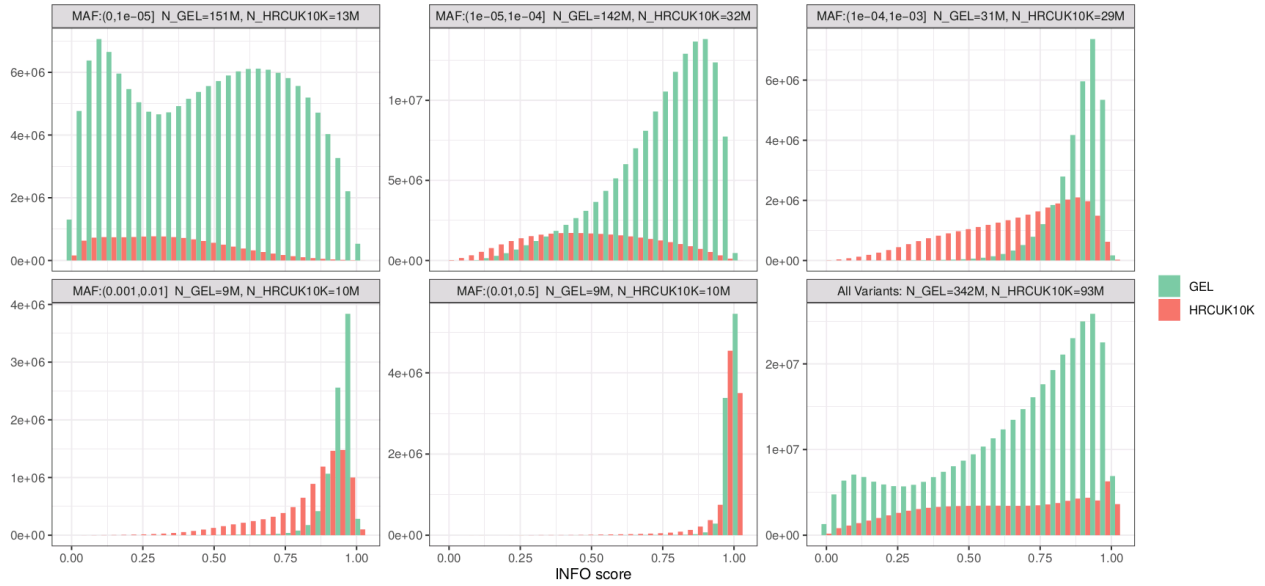 MAF:(0,1e-05] N_GEL=151M, N_HRCUK10K=13M
MAF:(1e-05,1e-04] N_GEL=142M, N_HRCUK10K=32M
MAF:(1e-04,1e-03] N_GEL=31M, N_HRCUK10K=29M
6e+06
4e+06
2e+06
0e+00
1e+07
5e+06
0e+00
6e+06
4e+06
2e+06
0e+00
MAF:(0.001,0.01] N_GEL=9M, N_HRCUK10K=10M
MAF:(0.01,0.5] N_GEL=9M, N_HRCUK10K=10M
All Variants: N_GEL=342M, N_HRCUK10K=93M
4e+06
3e+06
2e+06
1e+06
0e+00
4e+06
2e+06
0e+00
2e+07
1e+07
0e+00
0.00 0.25 0.50 0.75 1.00
0.00 0.25 0.50 0.75 1.00
0.00 0.25 0.50 0.75 1.00
INFO score
GEL
HRCUK10K